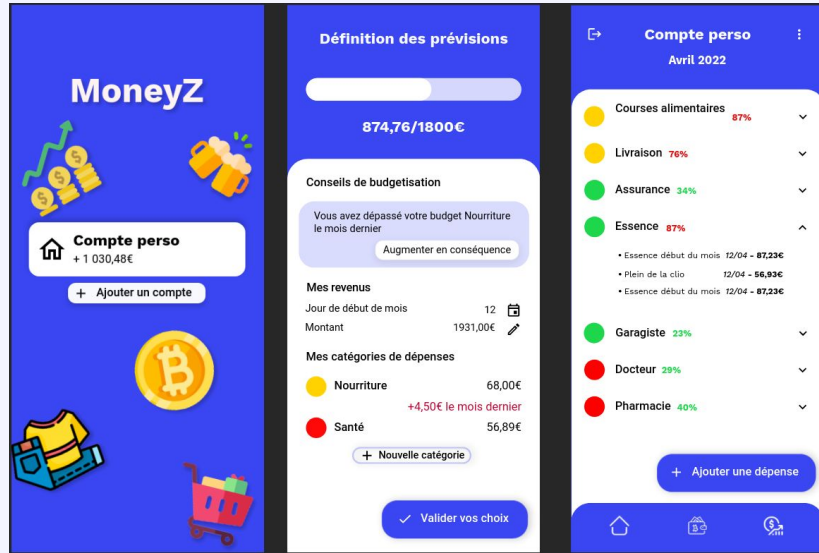 MoneyZ
Compte perso
+ 1 030,48€
+ Ajouter un compte
Définition des prévisions
874,76/1800€
Conseils de budgetisation
Vous avez dépassé votre budget Nourriture
le mois dernier
Augmenter en conséquence
Mes revenus
Jour de début de mois 12
Montant 1931,00€
Mes catégories de dépenses
Nourriture 68,00€
+4,50€ le mois dernier
Santé 56,89€
+ Nouvelle catégorie
Valider vos choix
Compte perso
Avril 2022
Courses alimentaires 87%
Livraison 76%
Assurance 34%
Essence 87%
• Essence début du mois 12/04 - 87,23€
• Plein de la clio 12/04 - 56,93€
• Essence début du mois 12/04 - 87,23€
Garagiste 23%
Docteur 29%
Pharmacie 40%
+ Ajouter une dépense